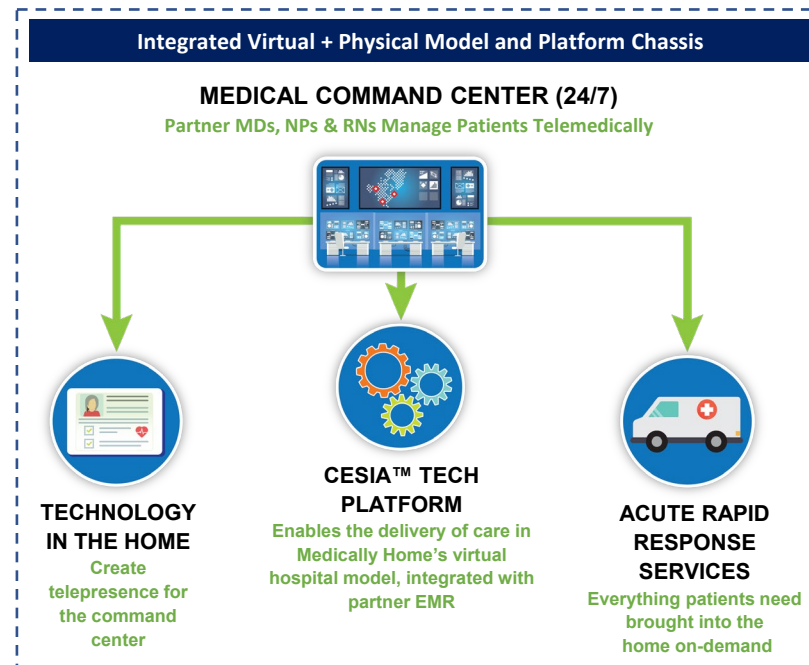 Integrated Virtual + Physical Model and Platform Chassis
MEDICAL COMMAND CENTER (24/7)
Partner MDs, NPs & RNs Manage Patients Telemedically
TECHNOLOGY
IN THE HOME
Create
telepresence for
the command
center
CESIA™ TECH
PLATFORM
Enables the delivery of care in
Medically Home’s virtual
hospital model, integrated with
partner EMR
ACUTE RAPID
RESPONSE
SERVICES
Everything patients need
brought into the
home on-demand